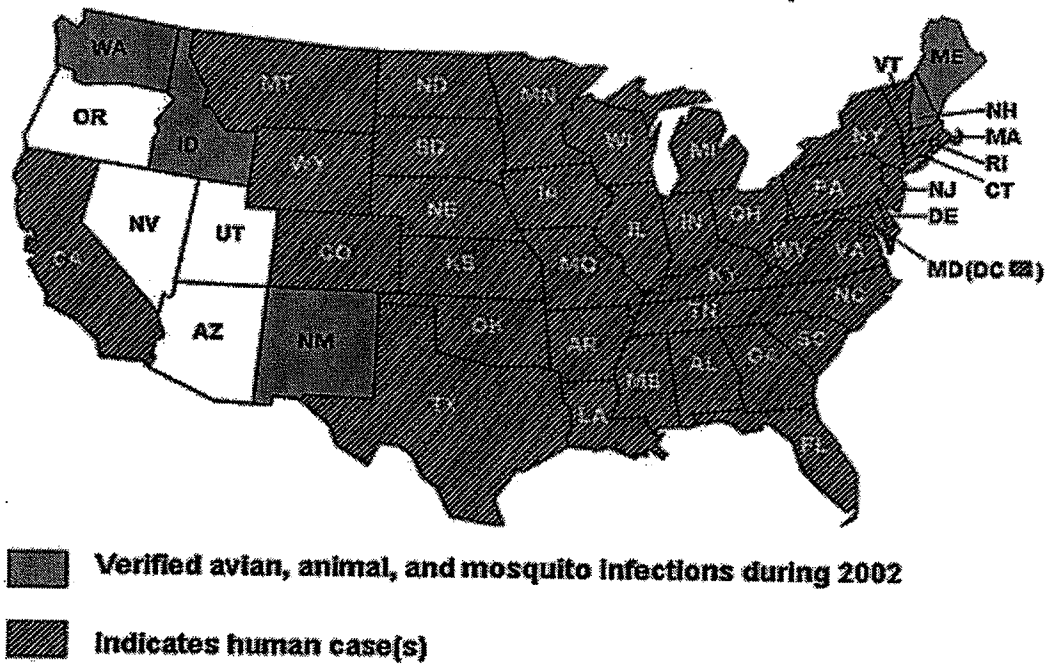 WA
MT
ND
MN
VT
ME
OR
ID
WY
SD
WI
MI
NY
NH
MA
RI
CT
NJ
DE
MD(DC )
NV
UT
CO
NE
IA
IL
IN
OH
PA
CA
KS
MO
KY
WV
VA
NC
AZ
NM
OK
AR
TN
SC
TX
LA
MS
AL
GA
FL
Verified avian, animal, and mosquito infections during 2002
Indicates human case(s)